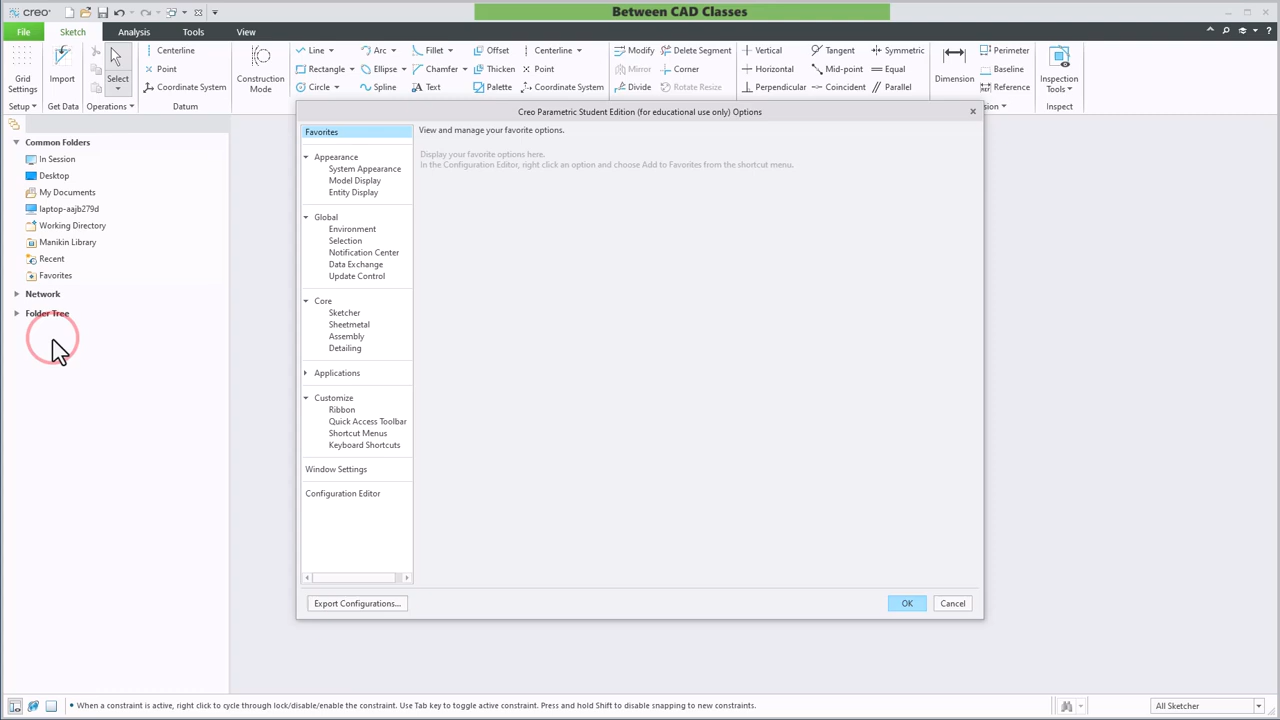 Between CAD Classes
creo
File
Sketch
Analysis
Tools
View
Grid Settings
Setup
Import
Get Data
Select
Operations
Centerline
Point
Coordinate System
Datum
Construction Mode
Line
Rectangle
Circle
Arc
Ellipse
Spline
Fillet
Chamfer
Text
Offset
Thicken
Palette
Centerline
Point
Coordinate System
Modify
Mirror
Divide
Delete Segment
Corner
Rotate Resize
Vertical
Horizontal
Perpendicular
Tangent
Mid-point
Coincident
Symmetric
Equal
Parallel
Dimension
Perimeter
Baseline
Reference
sion
Inspection Tools
Inspect
Common Folders
In Session
Desktop
My Documents
laptop-aajb279d
Working Directory
Manikin Library
Recent
Favorites
Network
Folder Tree
Creo Parametric Student Edition (for educational use only) Options
Favorites
Appearance
System Appearance
Model Display
Entity Display
Global
Environment
Selection
Notification Center
Data Exchange
Update Control
Core
Sketcher
Sheetmetal
Assembly
Detailing
Applications
Customize
Ribbon
Quick Access Toolbar
Shortcut Menus
Keyboard Shortcuts
Window Settings
Configuration Editor
View and manage your favorite options.
Display your favorite options here.
In the Configuration Editor, right click an option and choose Add to Favorites from the shortcut menu.
Export Configurations...
OK
Cancel
• When a constraint is active, right click to cycle through lock/disable/enable the constraint. Use Tab key to toggle active constraint. Press and hold Shift to disable snapping to new constraints.
All Sketcher